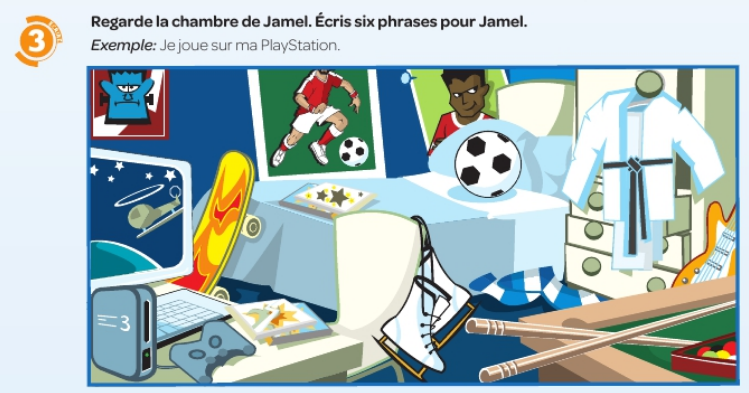 3
Regarde la chambre de Jamel. Écris six phrases pour Jamel.
Exemple: Je joue sur ma PlayStation.
3